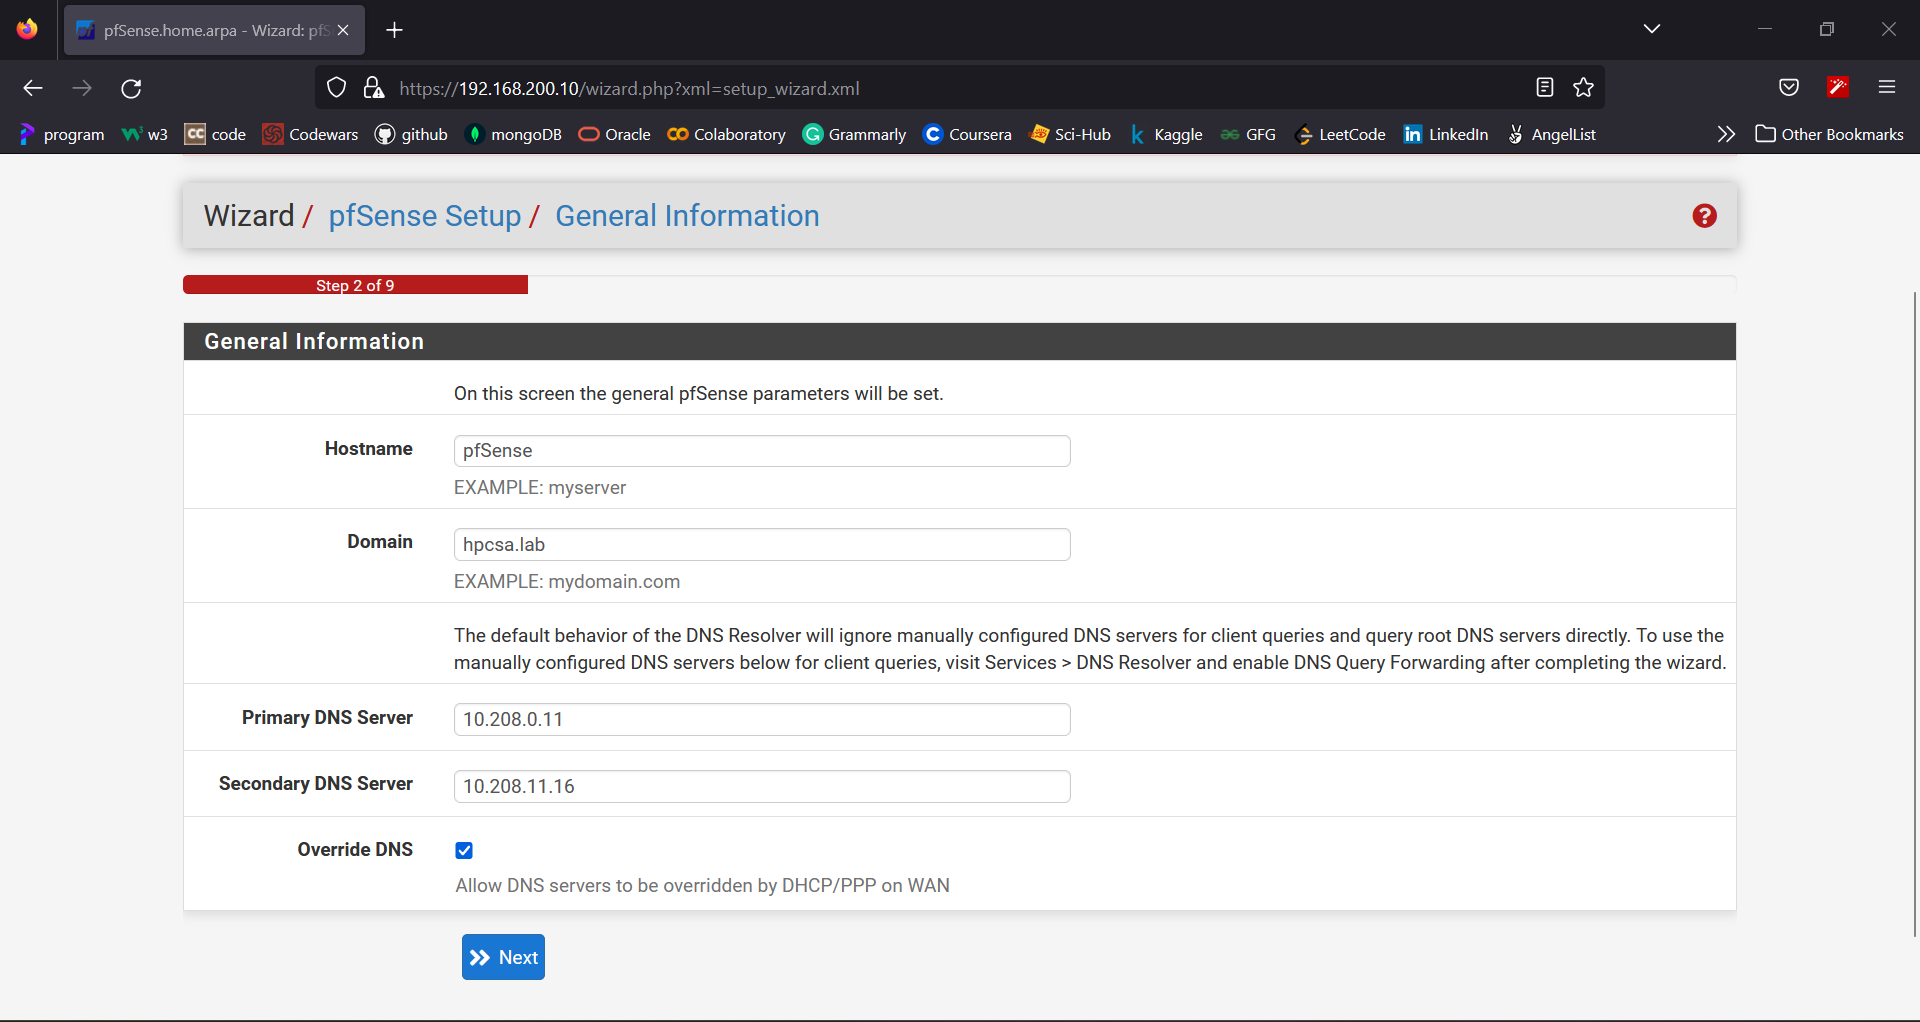 pfSense.home.arpa - Wizard: pfS
https://192.168.200.10/wizard.php?xml=setup_wizard.xml
program w3 code Codewars github mongoDB Oracle Colaboratory Grammarly Coursera Sci-Hub Kaggle GFG LeetCode LinkedIn AngelList Other Bookmarks
Wizard / pfSense Setup / General Information
Step 2 of 9
General Information
On this screen the general pfSense parameters will be set.
Hostname pfSense
EXAMPLE: myserver
Domain hpcsa.lab
EXAMPLE: mydomain.com
The default behavior of the DNS Resolver will ignore manually configured DNS servers for client queries and query root DNS servers directly. To use the
manually configured DNS servers below for client queries, visit Services > DNS Resolver and enable DNS Query Forwarding after completing the wizard.
Primary DNS Server 10.208.0.11
Secondary DNS Server 10.208.11.16
Override DNS
Allow DNS servers to be overridden by DHCP/PPP on WAN
Next